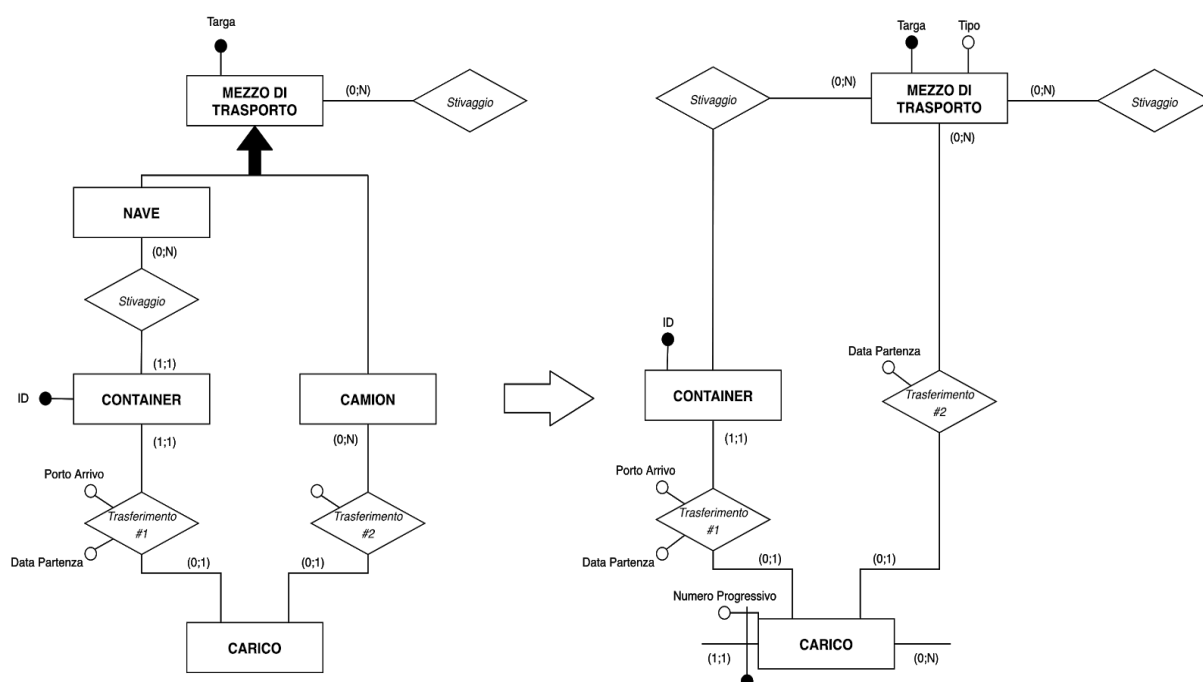 Targa
MEZZO DI
TRASPORTO
(0;N)
Stivaggio
NAVE
(0;N)
Stivaggio
(1;1)
ID
CONTAINER
CAMION
(1;1)
(0;N)
Porto Arrivo
Trasferimento
#1
Trasferimento
#2
Data Partenza
(0;1)
(0;1)
CARICO
Targa
Tipo
Stivaggio
(0;N)
MEZZO DI
TRASPORTO
(0;N)
Stivaggio
(0;N)
ID
CONTAINER
Data Partenza
Trasferimento
#2
(1;1)
Porto Arrivo
Trasferimento
#1
Data Partenza
(0;1)
(0;1)
Numero Progressivo
CARICO
(1;1)
(0;N)